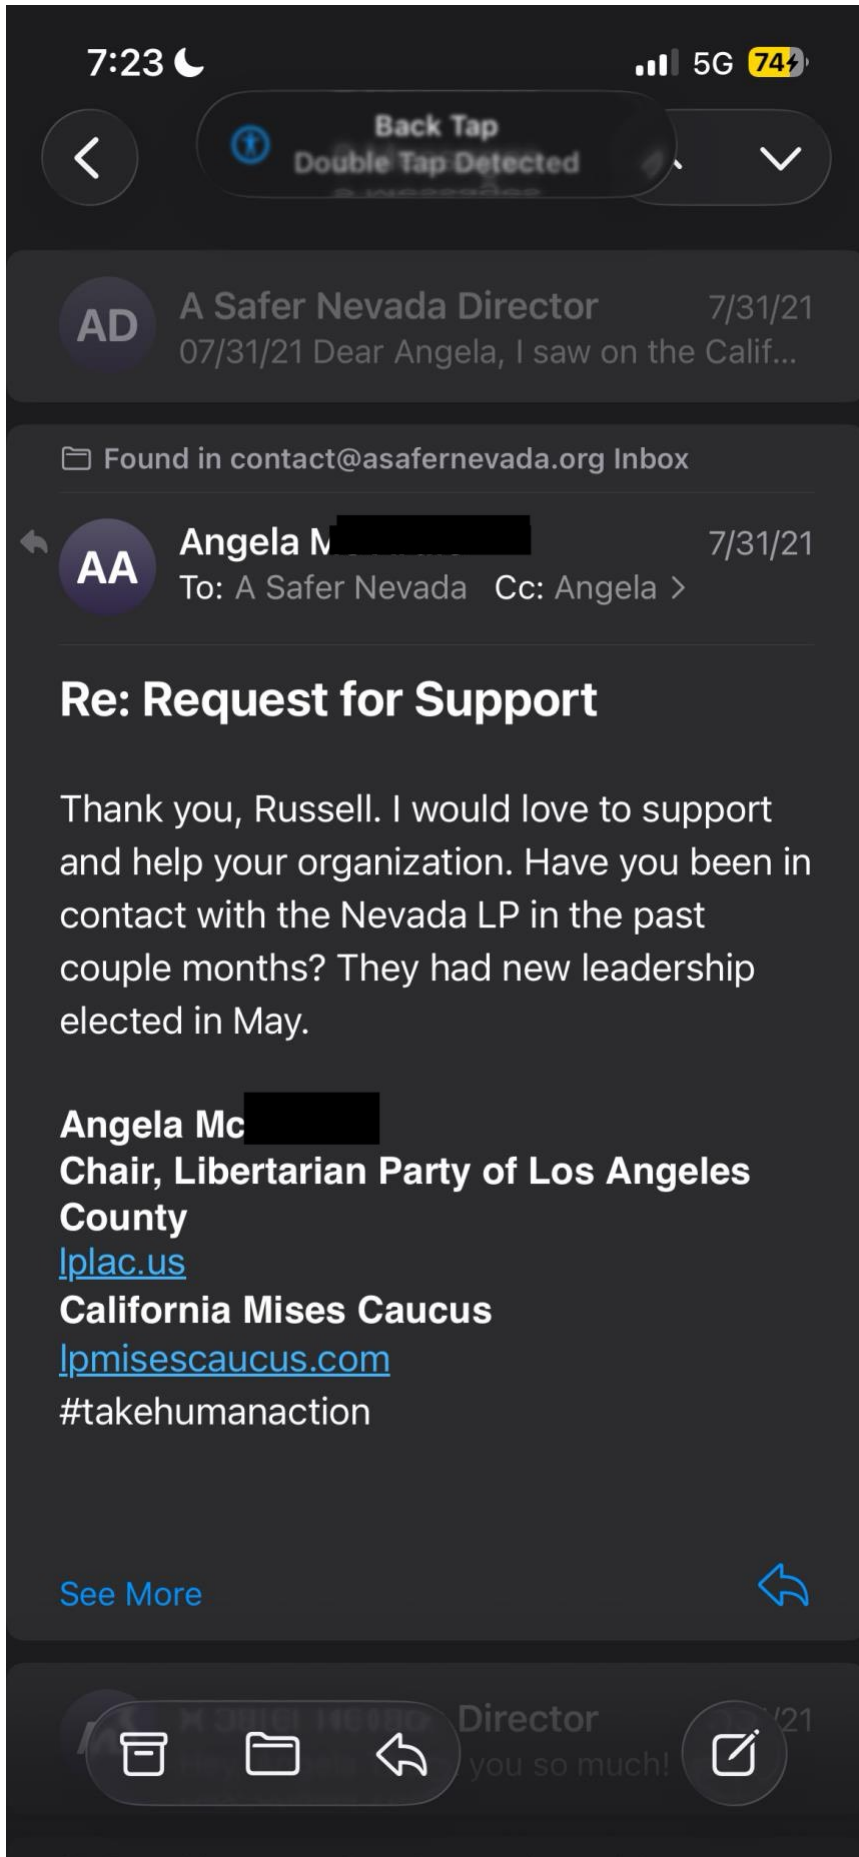 7:23
5G 74
Back Tap
Double Tap Detected
AD
A Safer Nevada Director 7/31/21
07/31/21 Dear Angela, I saw on the Calif...
Found in contact@asafernevada.org Inbox
AA
Angela 7/31/21
To: A Safer Nevada Cc: Angela >
Re: Request for Support
Thank you, Russell. I would love to support
and help your organization. Have you been in
contact with the Nevada LP in the past
couple months? They had new leadership
elected in May.
Angela Mc
Chair, Libertarian Party of Los Angeles
County
lplac.us
California Mises Caucus
lpmisescaucus.com
#takehumanaction
See More
Director /21
you so much!